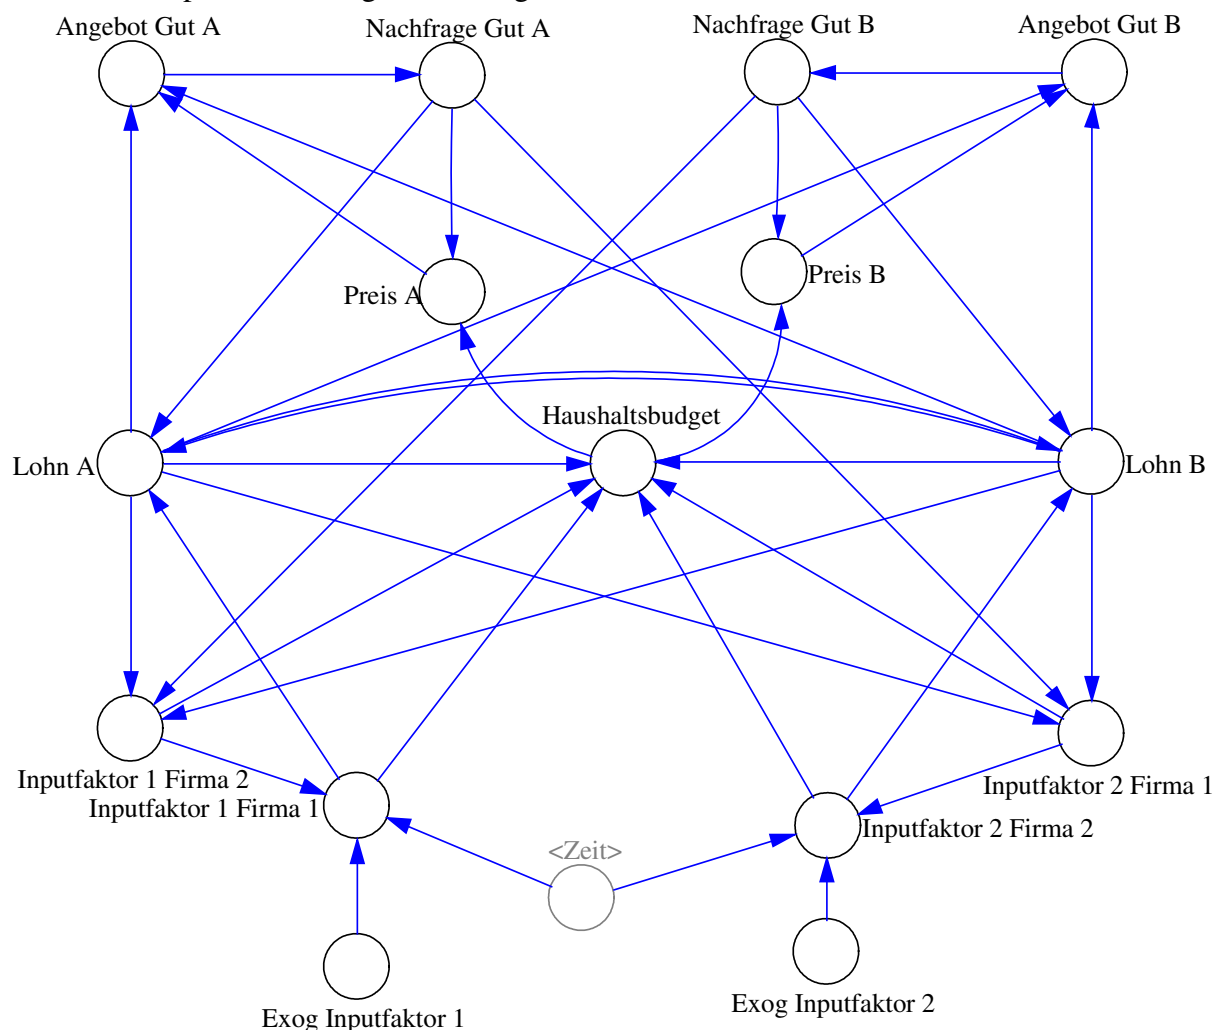 Angebot Gut A
Nachfrage Gut A
Nachfrage Gut B
Angebot Gut B
Preis A
Preis B
Haushaltsbudget
Lohn A
Lohn B
Inputfaktor 1 Firma 2
Inputfaktor 1 Firma 1
Inputfaktor 2 Firma 1
Inputfaktor 2 Firma 2
<Zeit>
Exog Inputfaktor 1
Exog Inputfaktor 2